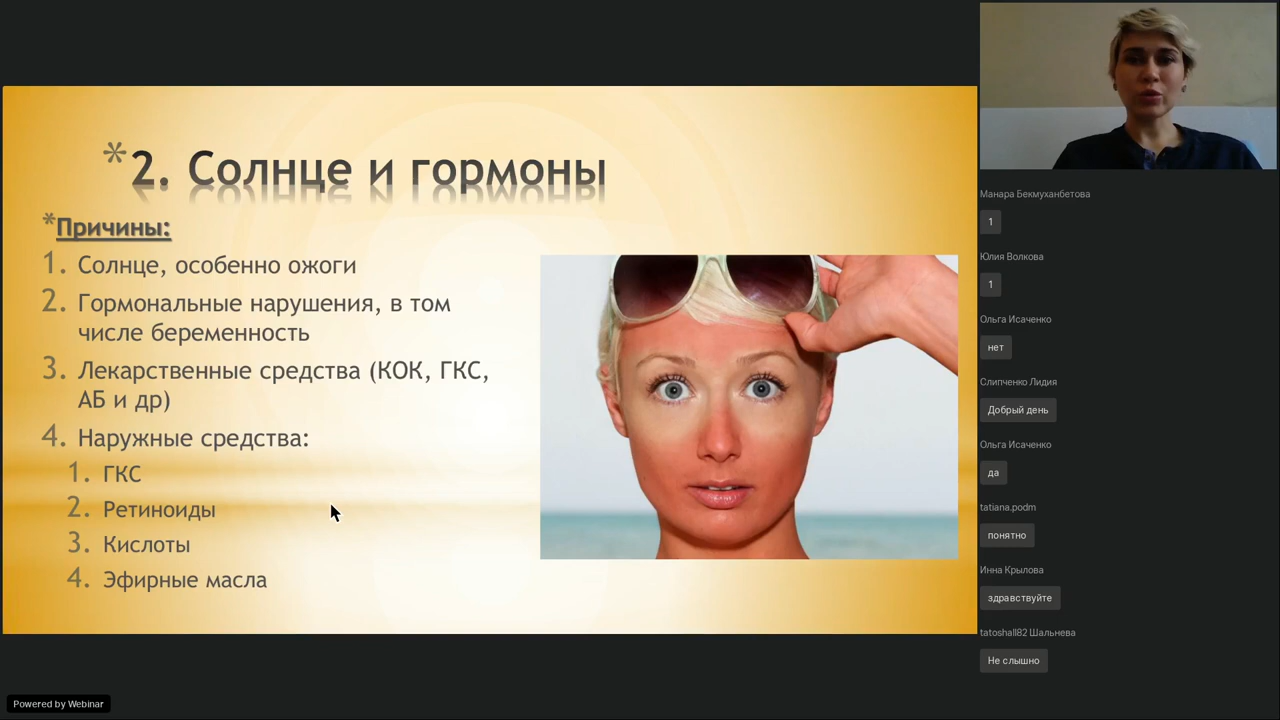 *2. Солнце и гормоны
*Причины:
1. Солнце, особенно ожоги
2. Гормональные нарушения, в том
числе беременность
3. Лекарственные средства (КОК, ГКС,
АБ и др)
4. Наружные средства:
1. ГКС
2. Ретиноиды
3. Кислоты
4. Эфирные масла
Манара Бекмуханбетова
1
Юлия Волкова
1
Ольга Исаченко
нет
Слипченко Лидия
Добрый день
Ольга Исаченко
да
tatiana.podm
понятно
Инна Крылова
здравствуйте
tatoshall82 Шальнева
Не слышно
Powered by Webinar